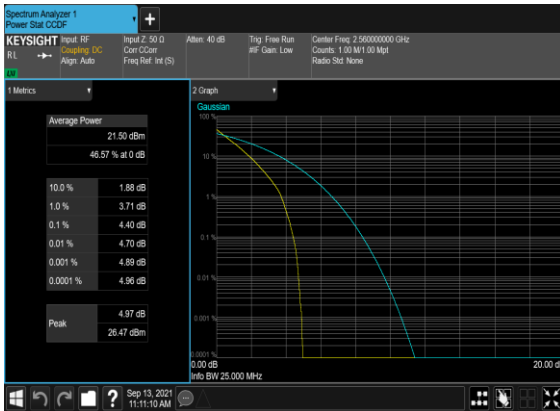 Spectrum Analyzer 1
Power Stat CCDF
KEYSIGHT
RL
LNI
Input: RF
Coupling: DC
Align: Auto
Input Z: 50 Ω
Corr CCorr
Freq Ref: Int (S)
Atten: 40 dB
Trig: Free Run
#IF Gain: Low
Center Freq: 2.560000000 GHz
Counts: 1.00 M/1.00 Mpt
Radio Std: None
1 Metrics
Average Power
21.50 dBm
46.57 % at 0 dB
10.0 % 1.88 dB
1.0 % 3.71 dB
0.1 % 4.40 dB
0.01 % 4.70 dB
0.001 % 4.89 dB
0.0001 % 4.96 dB
Peak
4.97 dB
26.47 dBm
2 Graph
Gaussian
100 %
10 %
1 %
0.1 %
0.01 %
0.001 %
0.0001 %
0.00 dB
20.00 d
Info BW 25.000 MHz
?
Sep 13, 2021
11:11:10 AM